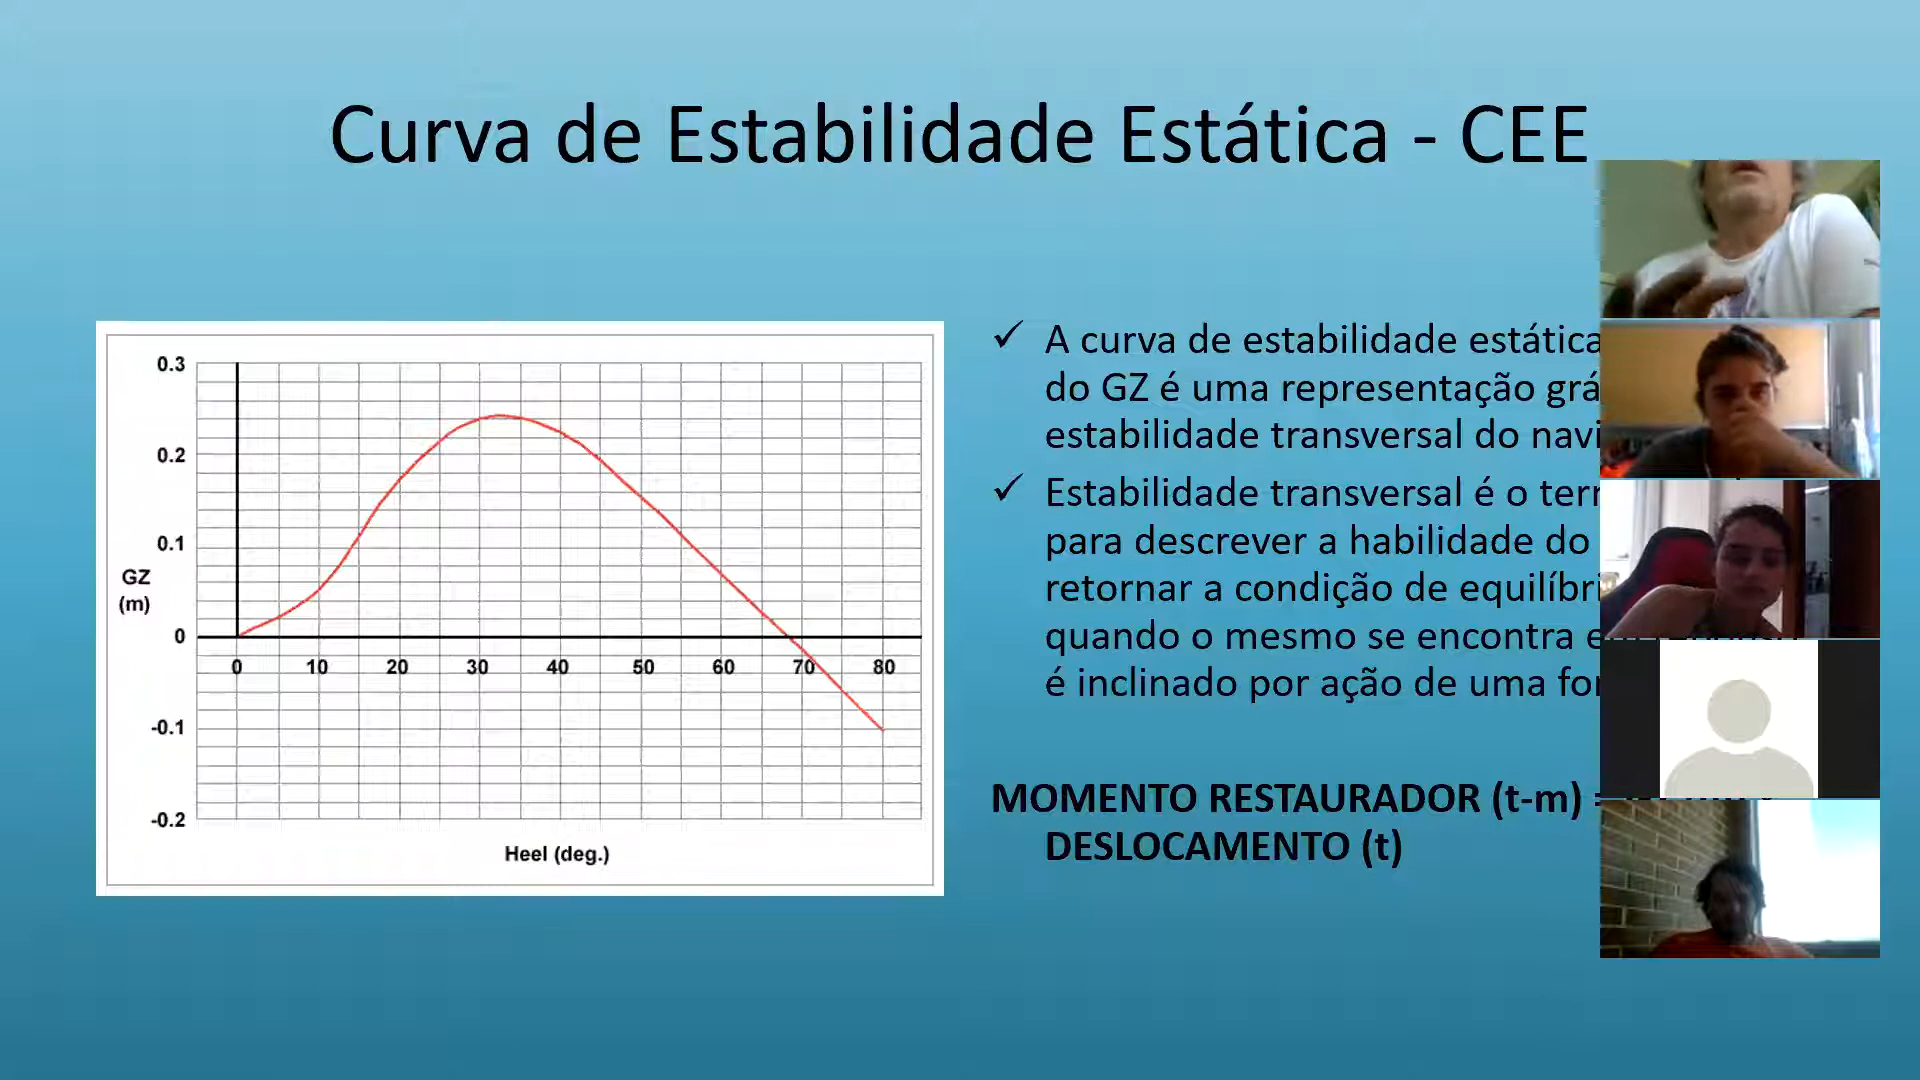 Curva de Estabilidade Estática - CEE
0.3
0.2
0.1
GZ
(m)
0
0 10 20 30 40 50 60 70 80
-0.1
-0.2
Heel (deg.)
✓ A curva de estabilidade estática
do GZ é uma representação grá
estabilidade transversal do navi
✓ Estabilidade transversal é o
para descrever a habilidade do
retornar a condição de equilíbri
quando o mesmo se encontra
é inclinado por ação de uma
MOMENTO RESTAURADOR (t-m)
DESLOCAMENTO (t)